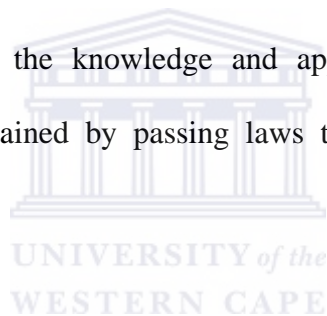 the knowledge and ap
ained by passing laws t
UNIVERSITY of the
WESTERN CAPE